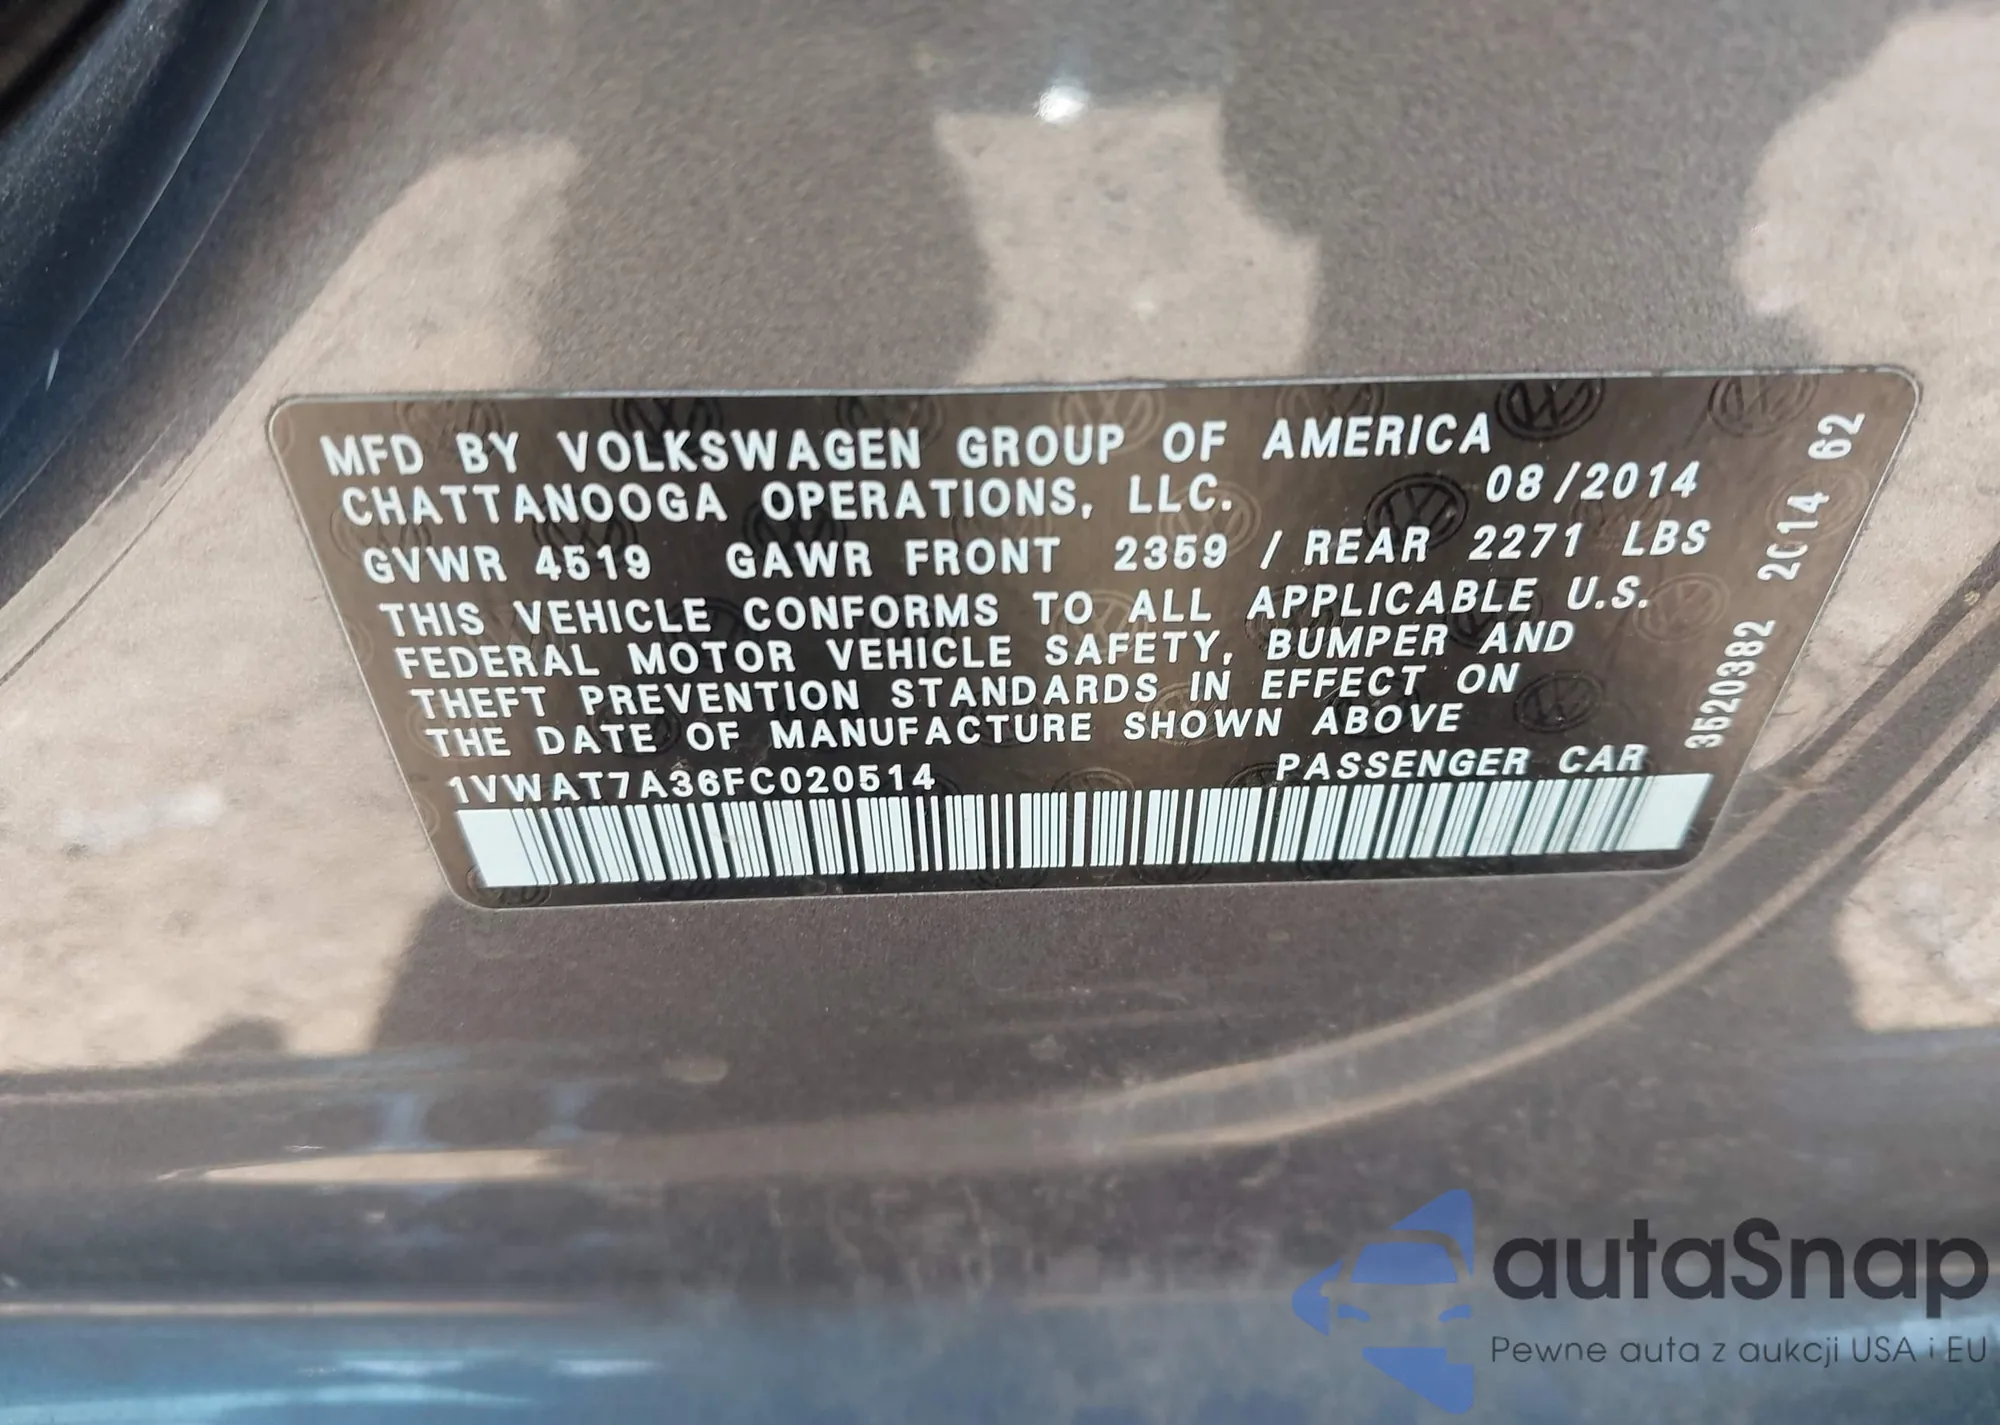 MFD BY VOLKSWAGEN GROUP OF AMERICA
CHATTANOOGA OPERATIONS, LLC. 08/2014
GVWR 4519 GAWR FRONT 2359 / REAR 2271 LBS
THIS VEHICLE CONFORMS TO ALL APPLICABLE U.S.
FEDERAL MOTOR VEHICLE SAFETY, BUMPER AND
THEFT PREVENTION STANDARDS IN EFFECT ON
THE DATE OF MANUFACTURE SHOWN ABOVE
1VWAT7A36FC020514 PASSENGER CAR
3520382 2014 62
autaSnap
Pewne auta z aukcji USA i EU